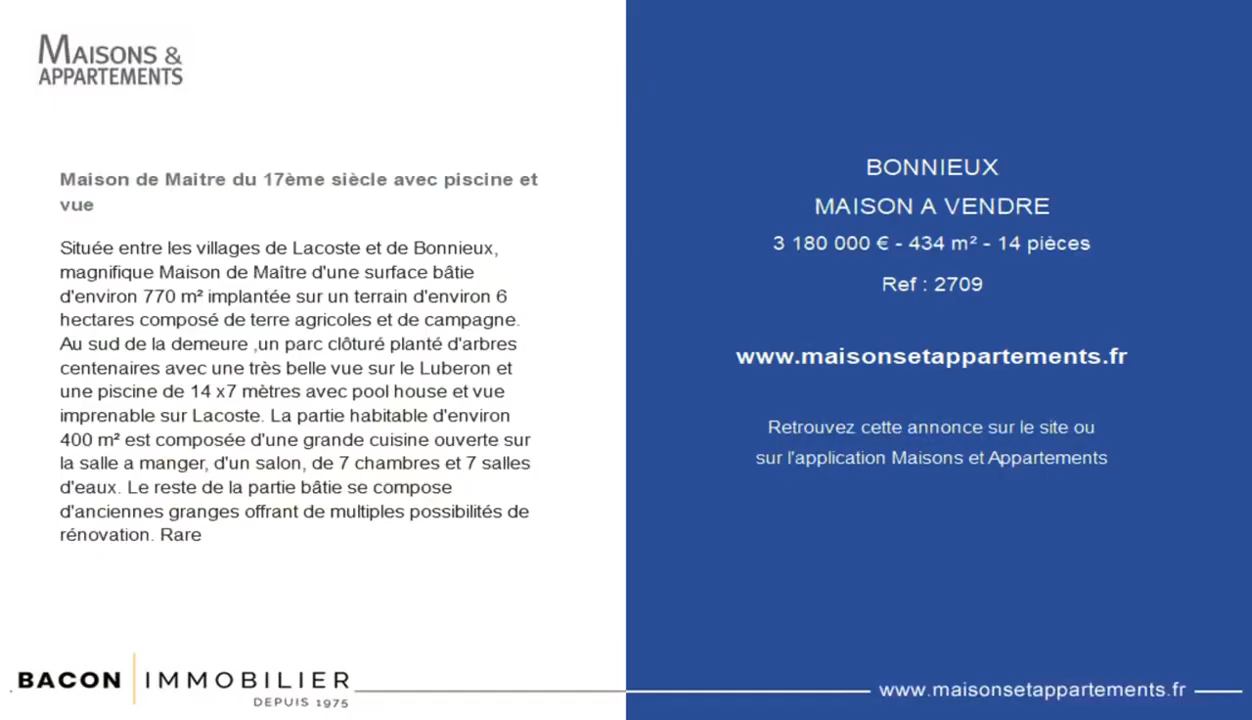 MAISONS &
APPARTEMENTS
Maison de Maitre du 17ème siècle avec piscine et
vue
Située entre les villages de Lacoste et de Bonnieux,
magnifique Maison de Maître d'une surface bâtie
d'environ 770 m² implantée sur un terrain d'environ 6
hectares composé de terre agricoles et de campagne.
Au sud de la demeure ,un parc clôturé planté d'arbres
centenaires avec une très belle vue sur le Luberon et
une piscine de 14 x7 mètres avec pool house et vue
imprenable sur Lacoste. La partie habitable d'environ
400 m² est composée d'une grande cuisine ouverte sur
la salle a manger, d'un salon, de 7 chambres et 7 salles
d'eaux. Le reste de la partie bâtie se compose
d'anciennes granges offrant de multiples possibilités de
rénovation. Rare
BACON IMMOBILIER
DEPUIS 1975
BONNIEUX
MAISON A VENDRE
3 180 000 € - 434 m² - 14 pièces
Ref : 2709
www.maisonsetappartements.fr
Retrouvez cette annonce sur le site ou
sur l'application Maisons et Appartements
www.maisonsetappartements.fr